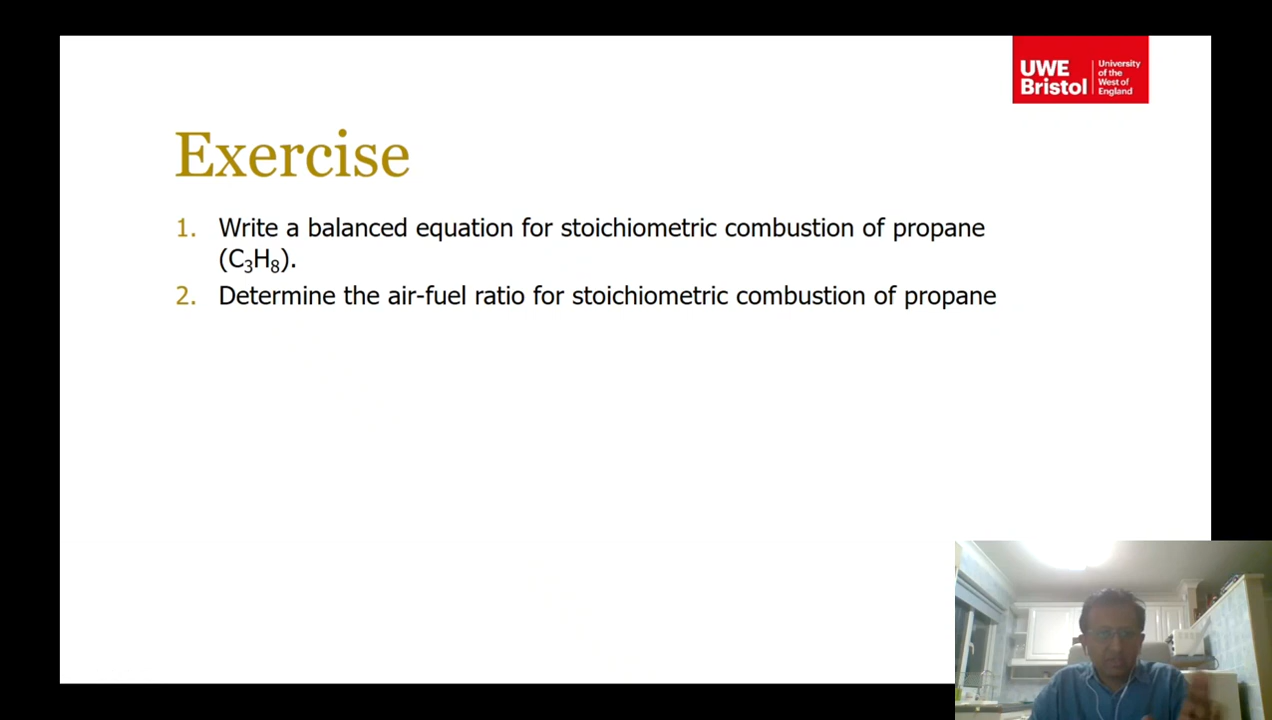 UWE
Bristol
University
of the
West of
England
Exercise
1. Write a balanced equation for stoichiometric combustion of propane
(C₃H₈).
2. Determine the air-fuel ratio for stoichiometric combustion of propane